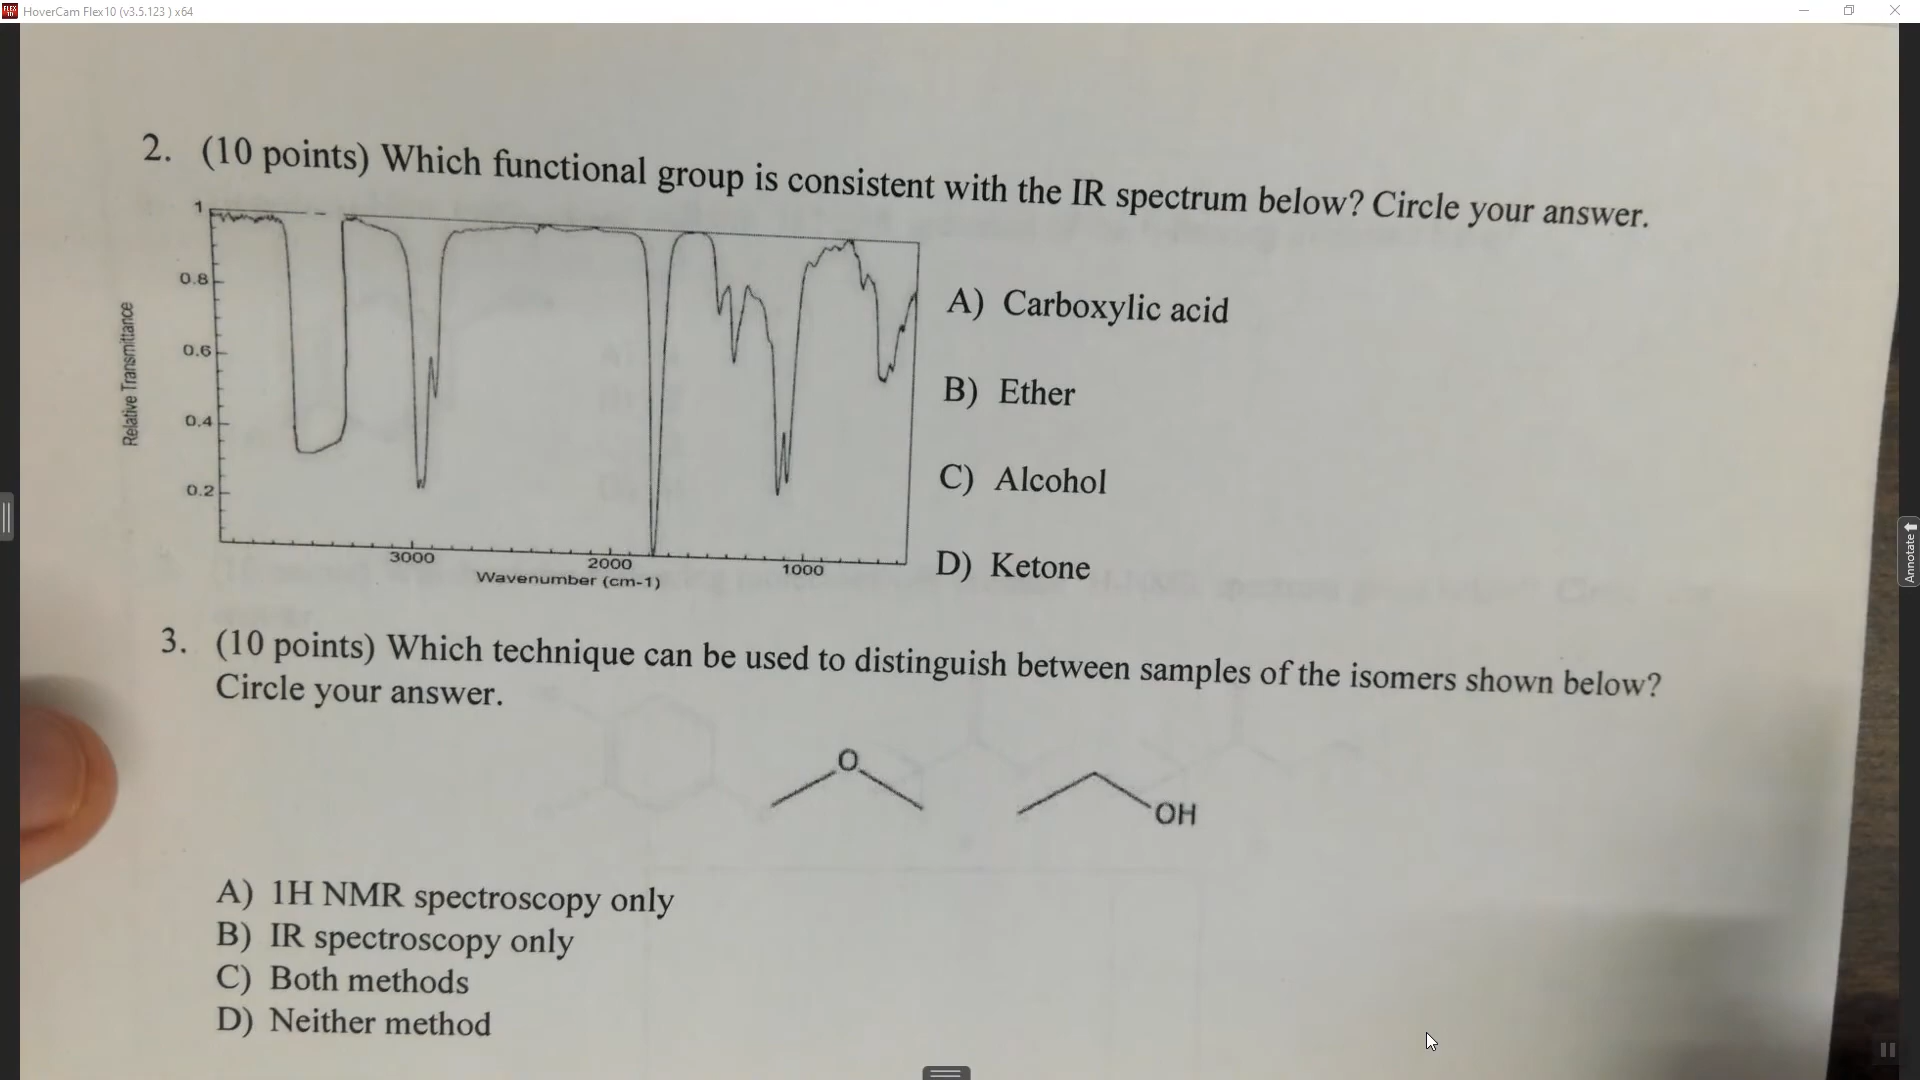 HoverCam Flex10 (v3.5.123 ) x64
2. (10 points) Which functional group is consistent with the IR spectrum below? Circle your answer.
1
0.8
0.6
0.4
0.2
Relative Transmittance
3000
2000
1000
Wavenumber (cm-1)
A) Carboxylic acid
B) Ether
C) Alcohol
D) Ketone
3. (10 points) Which technique can be used to distinguish between samples of the isomers shown below?
Circle your answer.
O
OH
A) 1H NMR spectroscopy only
B) IR spectroscopy only
C) Both methods
D) Neither method
Annotate